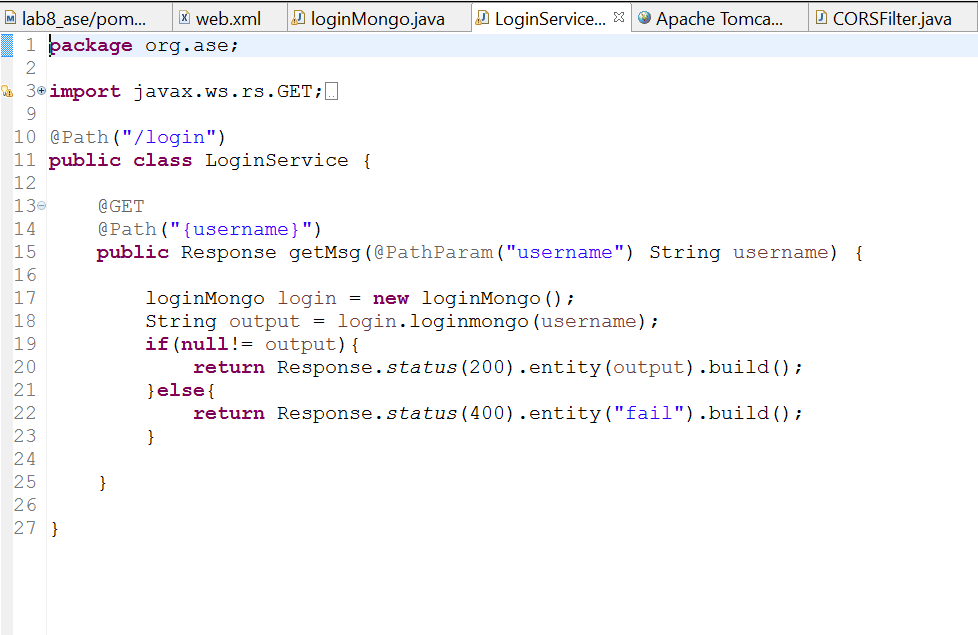 lab8_ase/pom... web.xml loginMongo.java LoginService... Apache Tomca... CORSFilter.java
1 package org.ase;
2
3 import javax.ws.rs.GET;
9
10 @Path("/login")
11 public class LoginService {
12
13     @GET
14     @Path("{username}")
15     public Response getMsg(@PathParam("username") String username) {
16
17         loginMongo login = new loginMongo();
18         String output = login.loginmongo(username);
19         if(null!= output){
20             return Response.status(200).entity(output).build();
21         }else{
22             return Response.status(400).entity("fail").build();
23         }
24
25     }
26
27 }